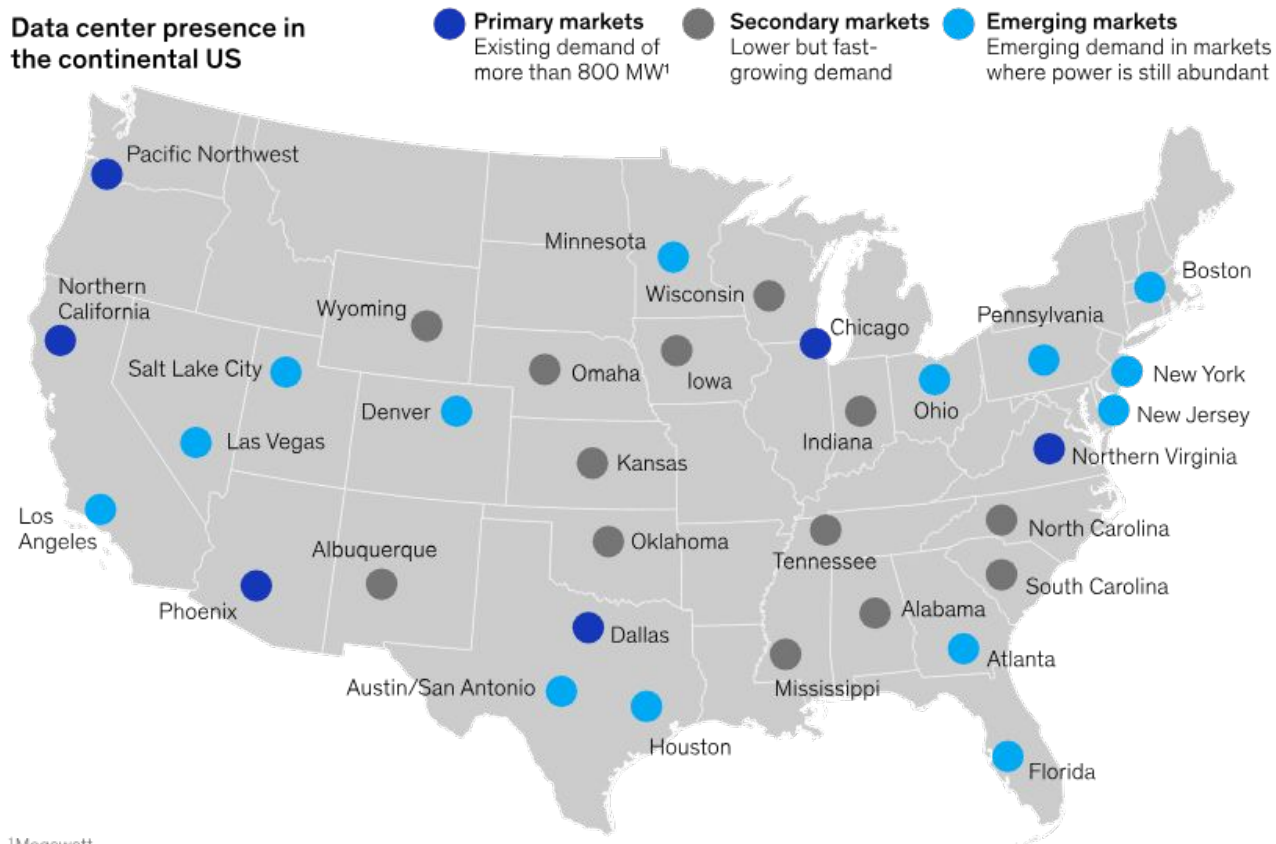 Data center presence in
the continental US
Primary markets
Existing demand of
more than 800 MW¹
Secondary markets
Lower but fast-
growing demand
Emerging markets
Emerging demand in markets
where power is still abundant
Pacific Northwest
Minnesota
Boston
Northern
California
Wyoming
Wisconsin
Pennsylvania
Chicago
Salt Lake City
Omaha
Iowa
New York
Denver
Ohio
New Jersey
Las Vegas
Indiana
Northern Virginia
Kansas
Los
Angeles
North Carolina
Albuquerque
Oklahoma
Tennessee
South Carolina
Phoenix
Alabama
Dallas
Atlanta
Austin/San Antonio
Mississippi
Houston
Florida
¹Megawatt